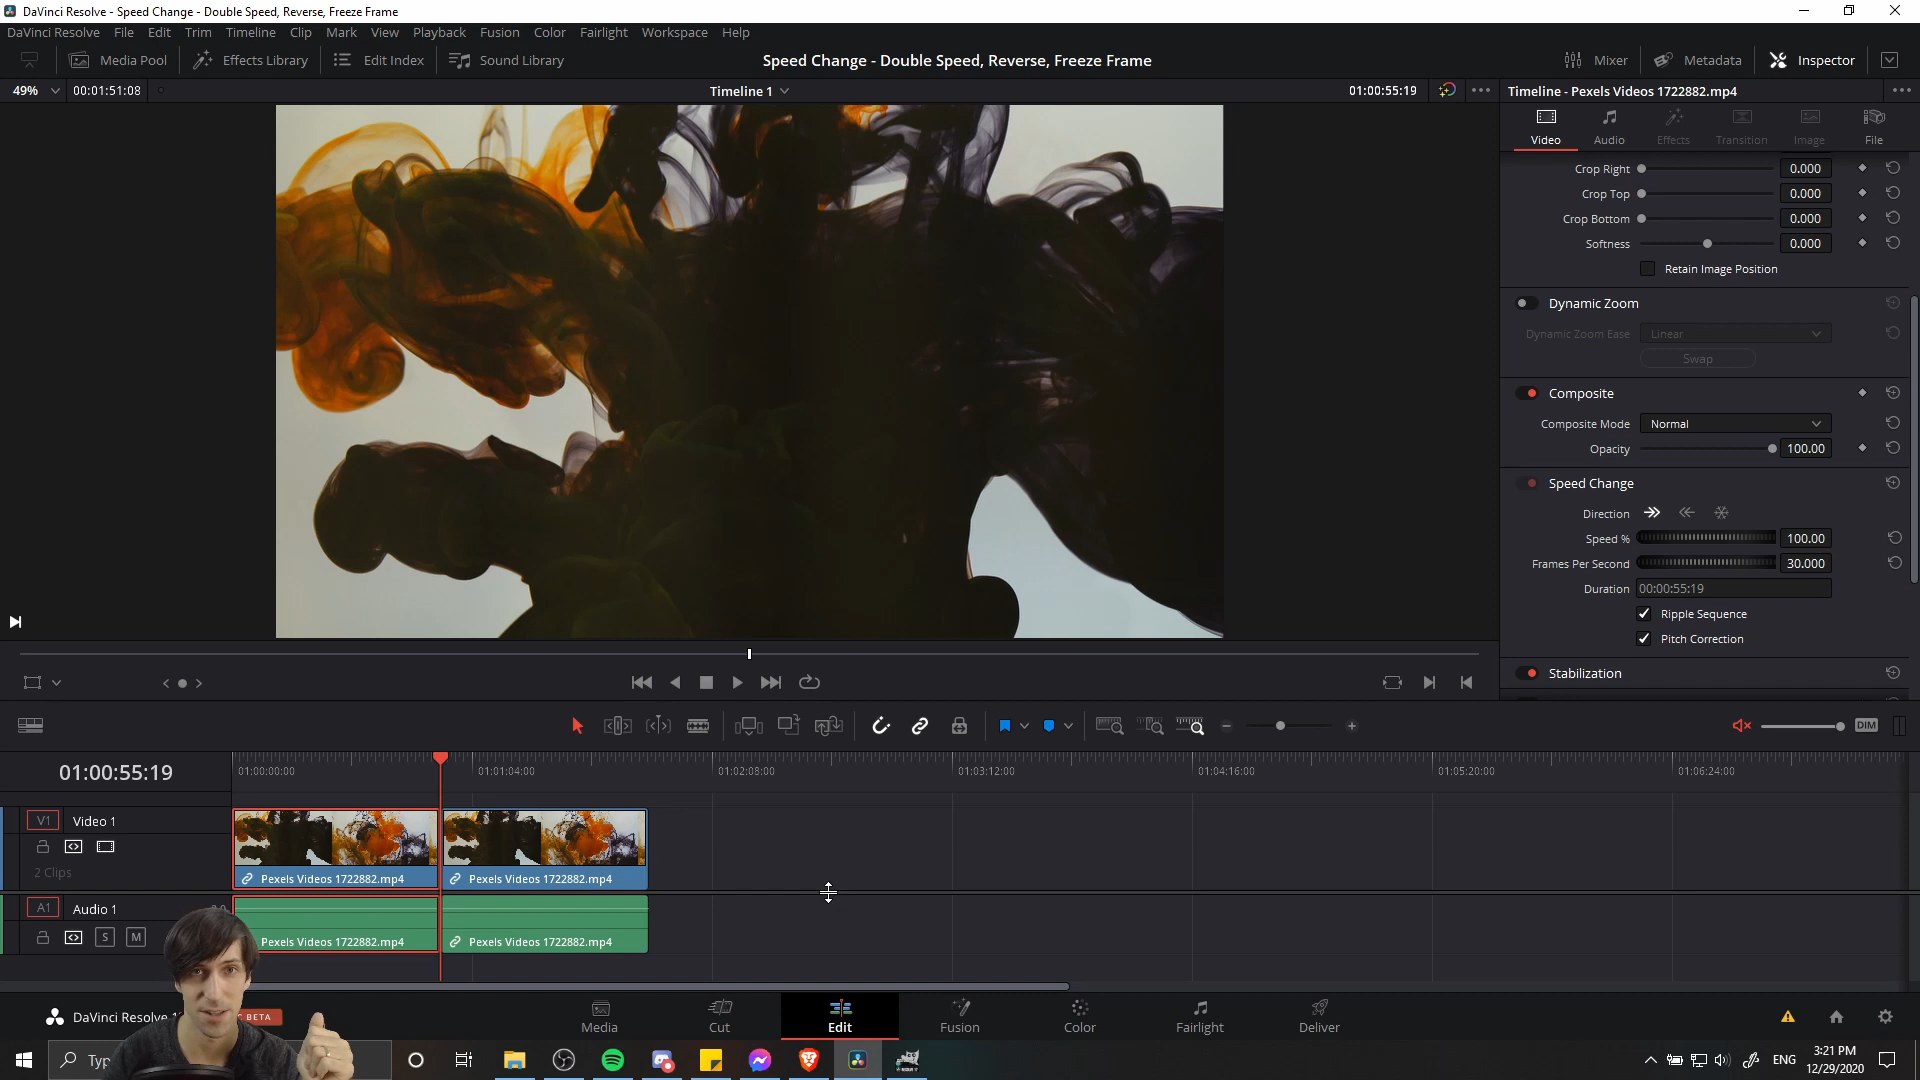 DaVinci Resolve - Speed Change - Double Speed, Reverse, Freeze Frame
DaVinci Resolve File Edit Trim Timeline Clip Mark View Playback Fusion Color Fairlight Workspace Help
Media Pool Effects Library Edit Index Sound Library Speed Change - Double Speed, Reverse, Freeze Frame Mixer Metadata Inspector
49% 00:01:51:08 Timeline 1 01:00:55:19 Timeline - Pexels Videos 1722882.mp4
Video Audio Effects Transition Image File
Crop Right 0.000
Crop Top 0.000
Crop Bottom 0.000
Softness 0.000
Retain Image Position
Dynamic Zoom
Dynamic Zoom Ease Linear
Swap
Composite
Composite Mode Normal
Opacity 100.00
Speed Change
Direction
Speed % 100.00
Frames Per Second 30.000
Duration 00:00:55:19
Ripple Sequence
Pitch Correction
Stabilization
DIM
01:00:55:19 01:00:00:00 01:01:04:00 01:02:08:00 01:03:12:00 01:04:16:00 01:05:20:00 01:06:24:00
V1 Video 1
2 Clips
Pexels Videos 1722882.mp4 Pexels Videos 1722882.mp4
A1 Audio 1
S M Pexels Videos 1722882.mp4 Pexels Videos 1722882.mp4
DaVinci Resolve BETA
Media Cut Edit Fusion Color Fairlight Deliver
Typ
ENG 3:21 PM
12/29/2020